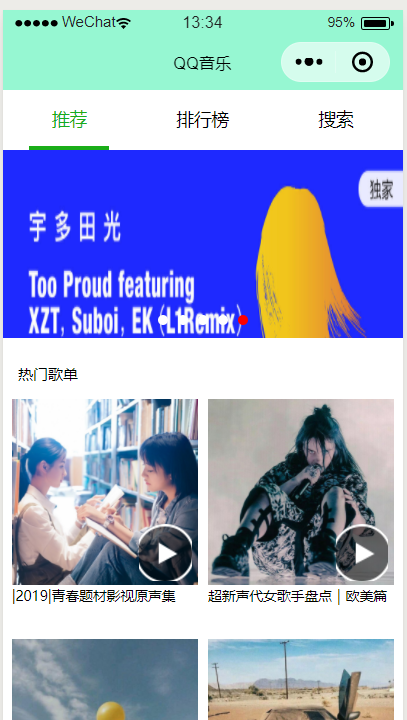 ●●●●● WeChat 13:34 95%
QQ音乐
推荐 排行榜 搜索
独家
宇多田光
Too Proud featuring
XZT, Suboi, EK (L1 Remix)
热门歌单
|2019|青春题材影视原声集
超新声代女歌手盘点｜欧美篇